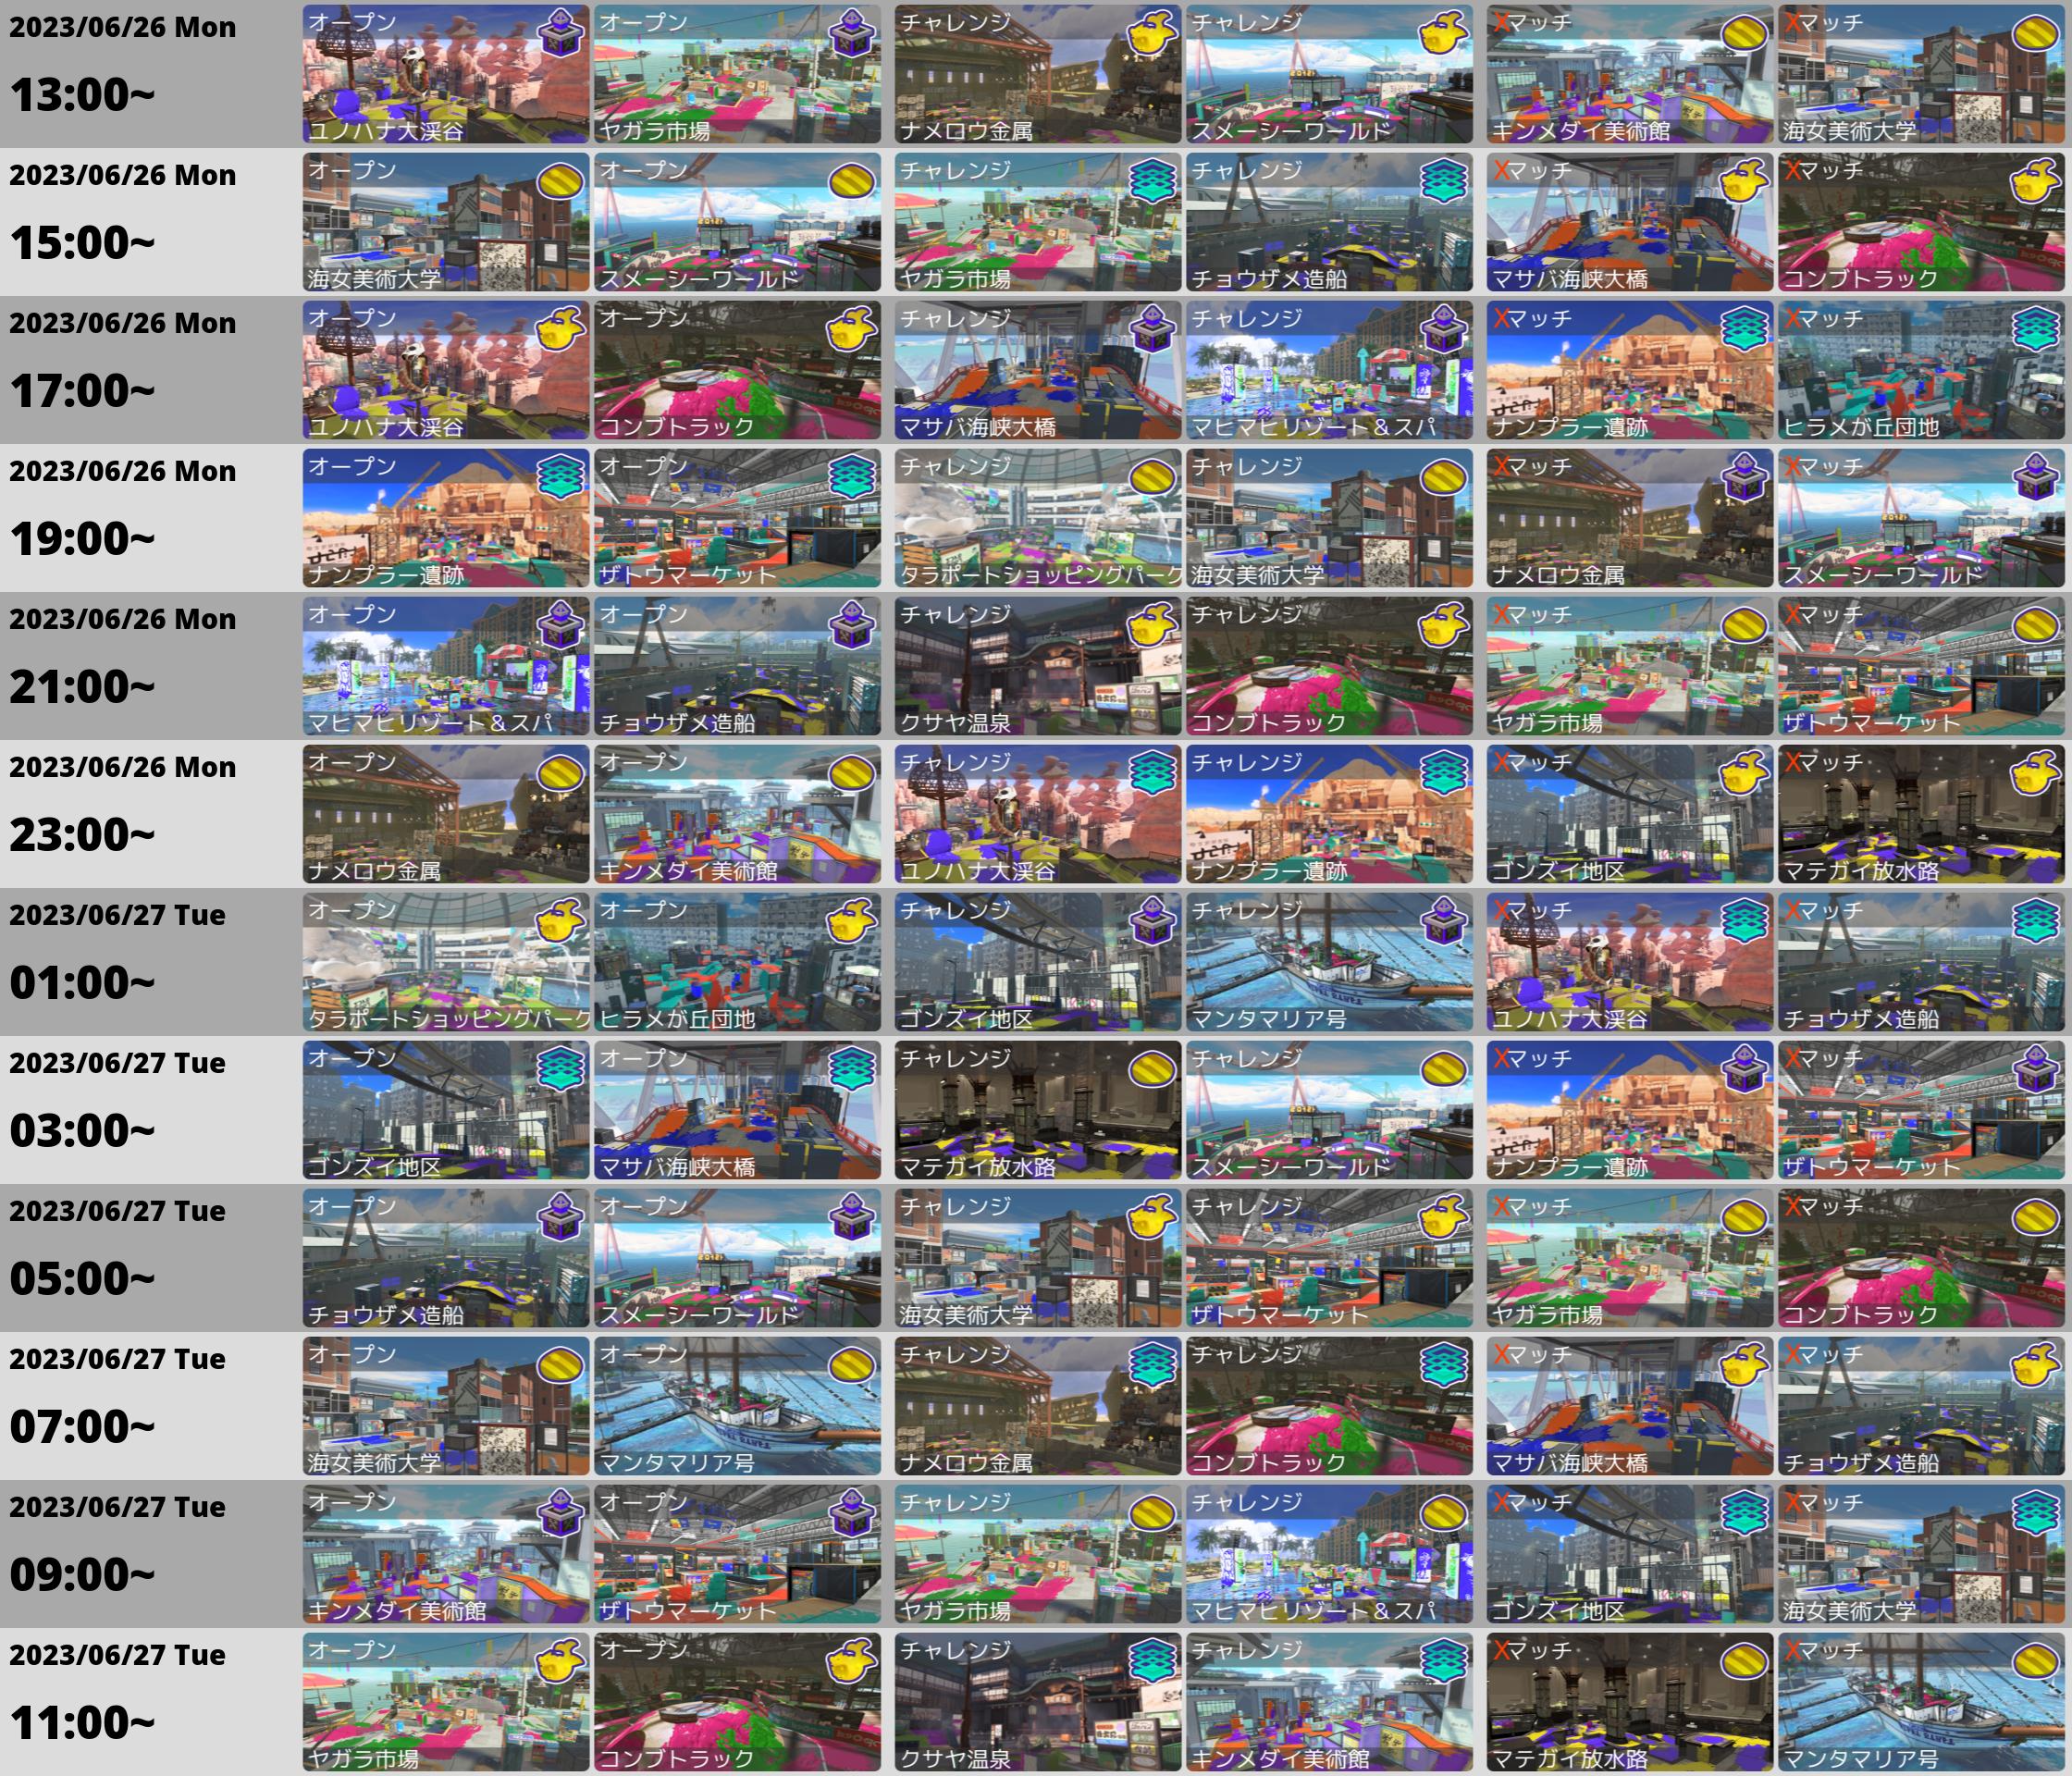 2023/06/26 Mon
13:00~
オープン
ユノハナ大渓谷
オープン
ヤガラ市場
チャレンジ
ナメロウ金属
チャレンジ
スメーシーワールド
Xマッチ
キンメダイ美術館
Xマッチ
海女美術大学
2023/06/26 Mon
15:00~
オープン
海女美術大学
オープン
スメーシーワールド
チャレンジ
ヤガラ市場
チャレンジ
チョウザメ造船
Xマッチ
マサバ海峡大橋
Xマッチ
コンブトラック
2023/06/26 Mon
17:00~
オープン
ユノハナ大渓谷
オープン
コンブトラック
チャレンジ
マサバ海峡大橋
チャレンジ
マヒマヒリゾート＆スパ
Xマッチ
ナンプラー遺跡
Xマッチ
ヒラメが丘団地
2023/06/26 Mon
19:00~
オープン
ナンプラー遺跡
オープン
ザトウマーケット
チャレンジ
タラポートショッピングパーク
チャレンジ
海女美術大学
Xマッチ
ナメロウ金属
Xマッチ
スメーシーワールド
2023/06/26 Mon
21:00~
オープン
マヒマヒリゾート＆スパ
オープン
チョウザメ造船
チャレンジ
クサヤ温泉
チャレンジ
コンブトラック
Xマッチ
ヤガラ市場
Xマッチ
ザトウマーケット
2023/06/26 Mon
23:00~
オープン
ナメロウ金属
オープン
キンメダイ美術館
チャレンジ
ユノハナ大渓谷
チャレンジ
ナンプラー遺跡
Xマッチ
ゴンズイ地区
Xマッチ
マテガイ放水路
2023/06/27 Tue
01:00~
オープン
タラポートショッピングパーク
オープン
ヒラメが丘団地
チャレンジ
ゴンズイ地区
チャレンジ
マンタマリア号
Xマッチ
ユノハナ大渓谷
Xマッチ
チョウザメ造船
2023/06/27 Tue
03:00~
オープン
ゴンズイ地区
オープン
マサバ海峡大橋
チャレンジ
マテガイ放水路
チャレンジ
スメーシーワールド
Xマッチ
ナンプラー遺跡
Xマッチ
ザトウマーケット
2023/06/27 Tue
05:00~
オープン
チョウザメ造船
オープン
スメーシーワールド
チャレンジ
海女美術大学
チャレンジ
ザトウマーケット
Xマッチ
ヤガラ市場
Xマッチ
コンブトラック
2023/06/27 Tue
07:00~
オープン
海女美術大学
オープン
マンタマリア号
チャレンジ
ナメロウ金属
チャレンジ
コンブトラック
Xマッチ
マサバ海峡大橋
Xマッチ
チョウザメ造船
2023/06/27 Tue
09:00~
オープン
キンメダイ美術館
オープン
ザトウマーケット
チャレンジ
ヤガラ市場
チャレンジ
マヒマヒリゾート＆スパ
Xマッチ
ゴンズイ地区
Xマッチ
海女美術大学
2023/06/27 Tue
11:00~
オープン
ヤガラ市場
オープン
コンブトラック
チャレンジ
クサヤ温泉
チャレンジ
キンメダイ美術館
Xマッチ
マテガイ放水路
Xマッチ
マンタマリア号